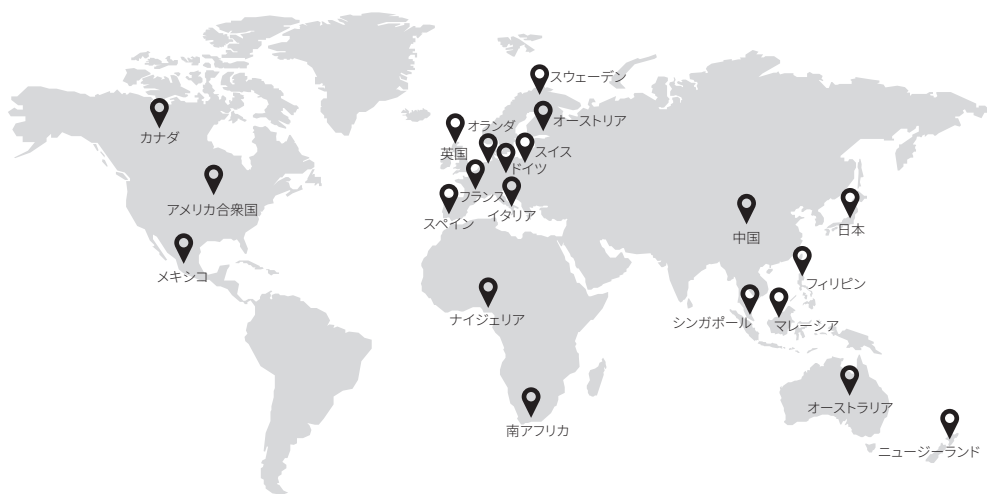 スウェーデン
カナダ
オーストリア
オランダ
英国
スイス
ドイツ
フランス
アメリカ合衆国
イタリア
スペイン
中国
日本
メキシコ
フィリピン
ナイジェリア
シンガポール
マレーシア
オーストラリア
南アフリカ
ニュージーランド